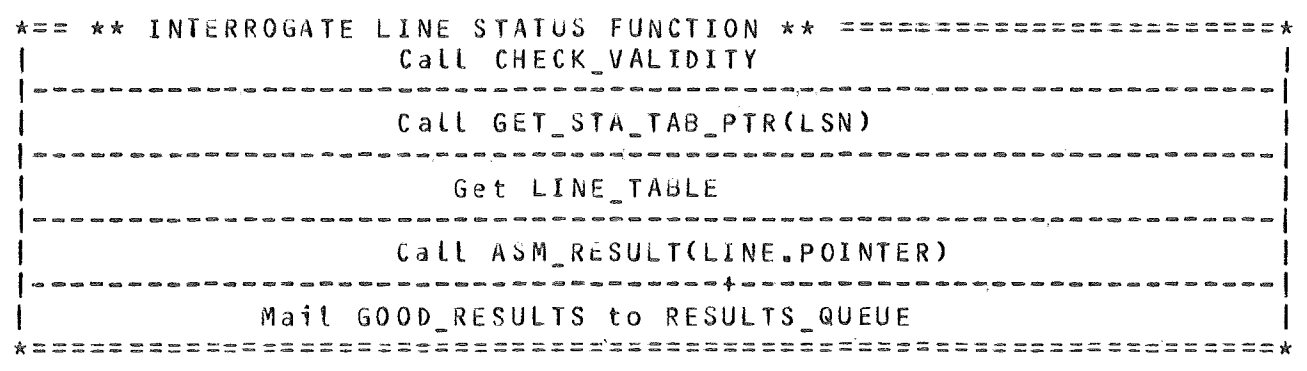 *== ** INTERROGATE LINE STATUS FUNCTION ** =======================*
| Call CHECK_VALIDITY |
|------------------------------------------------------------------|
| Call GET_STA_TAB_PTR(LSN) |
|------------------------------------------------------------------|
| Get LINE_TABLE |
|------------------------------------------------------------------|
| Call ASM_RESULT(LINE.POINTER) |
|------------------------------------------------------------------|
| Mail GOOD_RESULTS to RESULTS_QUEUE |
*==================================================================*